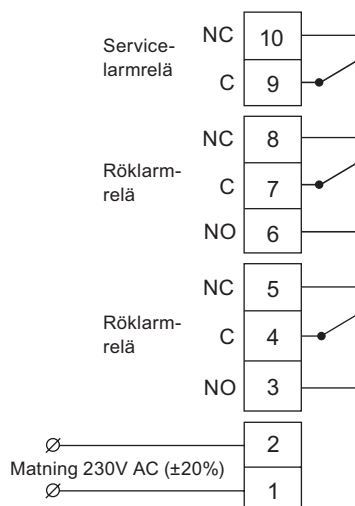 Service-
larmrelä
NC 10
C 9
Röklarm-
relä
NC 8
C 7
NO 6
Röklarm-
relä
NC 5
C 4
NO 3
2
Matning 230V AC (±20%)
1